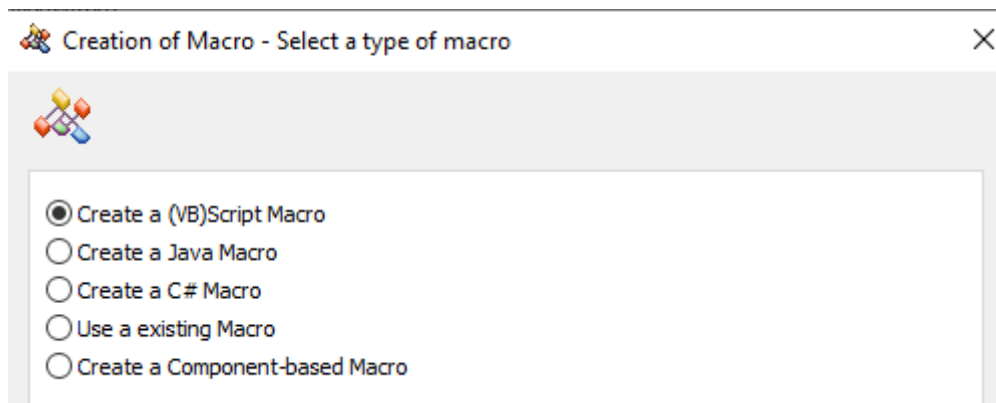 Creation of Macro - Select a type of macro
Create a (VB)Script Macro
Create a Java Macro
Create a C# Macro
Use a existing Macro
Create a Component-based Macro